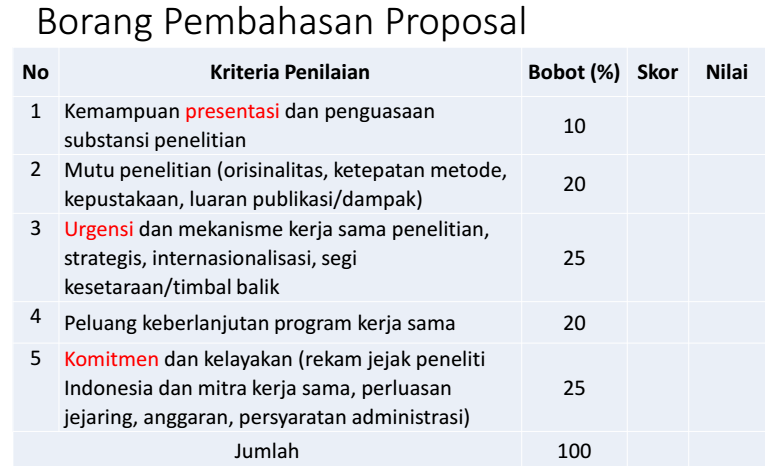 Borang Pembahasan Proposal
No Kriteria Penilaian Bobot (%) Skor Nilai
1 Kemampuan presentasi dan penguasaan
substansi penelitian 10
2 Mutu penelitian (orisinalitas, ketepatan metode,
kepustakaan, luaran publikasi/dampak) 20
3 Urgensi dan mekanisme kerja sama penelitian,
strategis, internasionalisasi, segi 25
kesetaraan/timbal balik
4 Peluang keberlanjutan program kerja sama 20
5 Komitmen dan kelayakan (rekam jejak peneliti
Indonesia dan mitra kerja sama, perluasan 25
jejaring, anggaran, persyaratan administrasi)
Jumlah 100